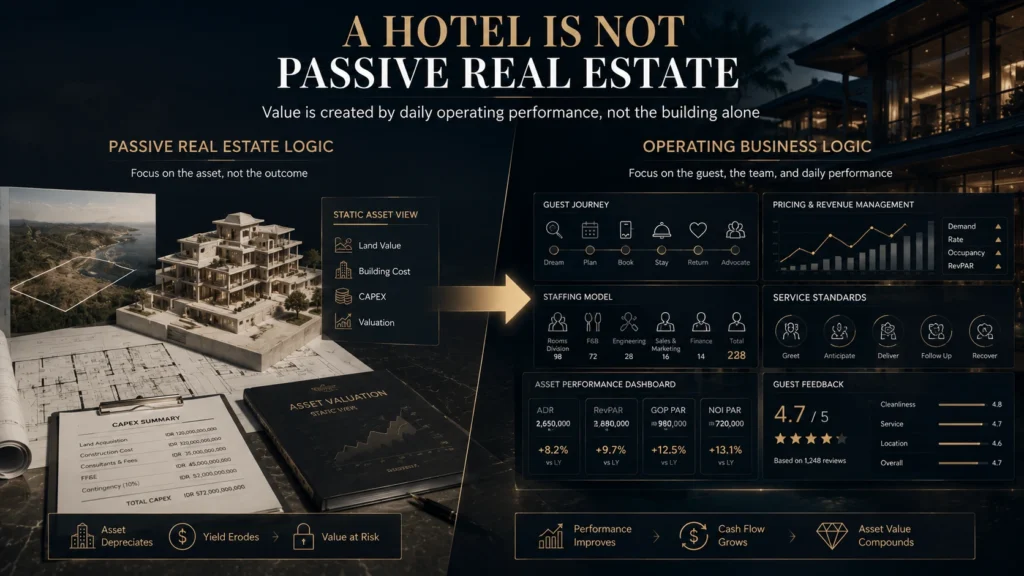 A HOTEL IS NOT
PASSIVE REAL ESTATE
Value is created by daily operating performance, not the building alone
PASSIVE REAL ESTATE LOGIC
Focus on the asset, not the outcome
STATIC ASSET VIEW
Land Value
Building Cost
CAPEX
Valuation
CAPEX SUMMARY
Land Acquisition
Construction Cost
Consultants & Fees
FFBE
Contingency (10%)
TOTAL CAPEX
ASSET VALUATION
Asset
Depreciates
Yield Erodes
Value at Risk
OPERATING BUSINESS LOGIC
Focus on the guest, the team, and daily performance
GUEST JOURNEY
Dream Plan Book Stay Return Advocate
PRICING & REVENUE MANAGEMENT
Demand
Rate
Occupancy
RevPAR
STAFFING MODEL
Rooms Division F&B Engineering Sales & Marketing Finance Total
98 72 28 16 14 228
SERVICE STANDARDS
Greet Anticipate Deliver Follow Up Recover
ASSET PERFORMANCE DASHBOARD
ADR RevPAR GOP PAR NOI PAR
+8.2% +9.7% +12.5% +13.1%
vs LY vs LY vs LY vs LY
GUEST FEEDBACK
4.7 / 5
Based on 1,248 reviews
Cleanliness 4.8
Service 4.7
Location 4.6
Overall 4.7
Performance
Improves
Cash Flow
Grows
Asset Value
Compounds